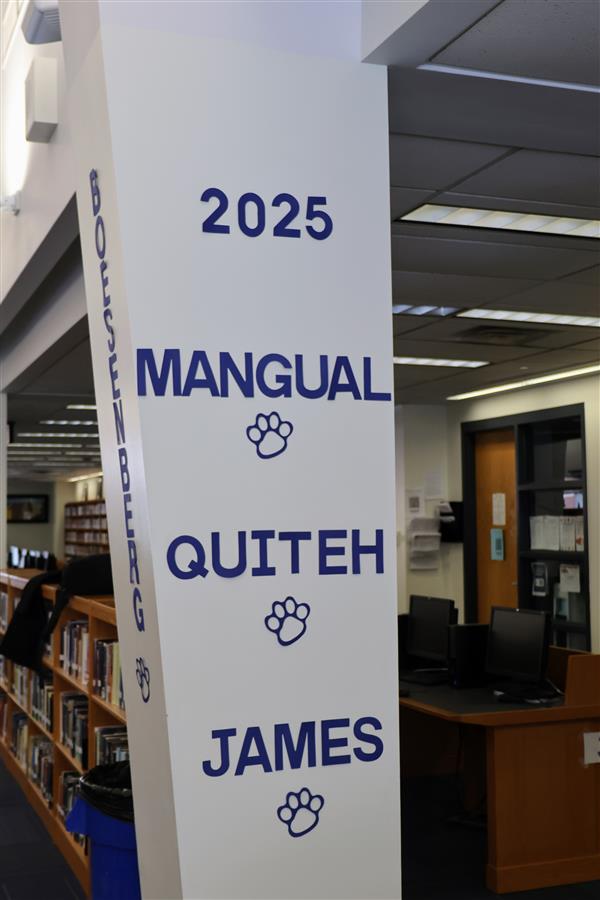 2025
MANGUAL
QUITEH
JAMES
BOESSENBERG